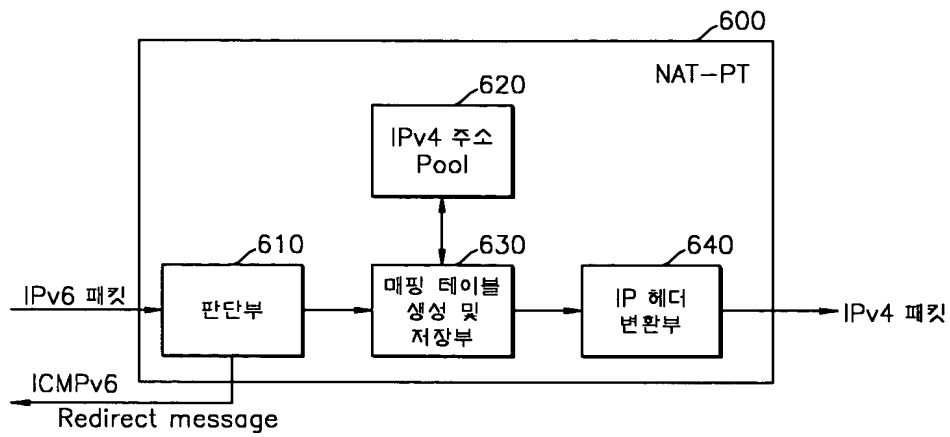 600
NAT-PT
620
IPv4 주소
Pool
610
630
640
IPv6 패킷
판단부
매핑 테이블
생성 및
저장부
IP 헤더
변환부
IPv4 패킷
ICMPv6
Redirect message